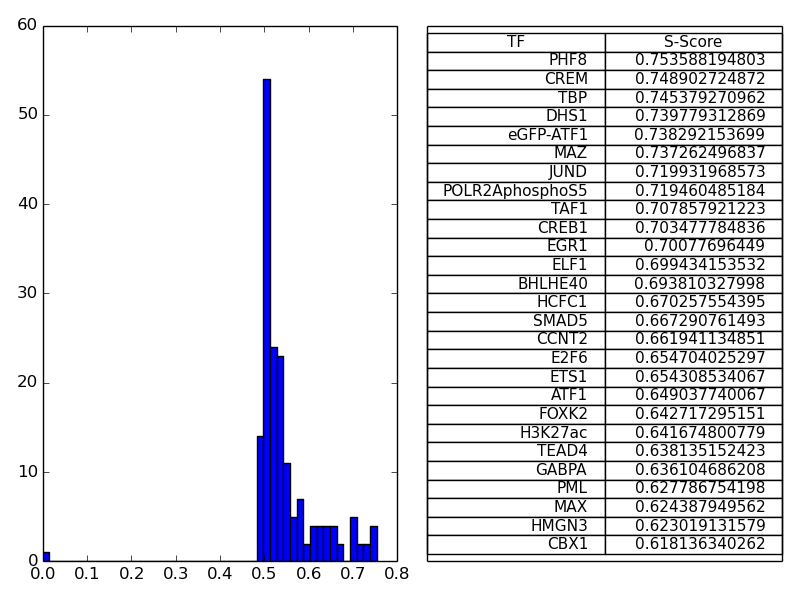 60
50
40
30
20
10
0
0.0 0.1 0.2 0.3 0.4 0.5 0.6 0.7 0.8
TF S-Score
PHF8 0.753588194803
CREM 0.748902724872
TBP 0.745379270962
DHS1 0.739779312869
eGFP-ATF1 0.738292153699
MAZ 0.737262496837
JUND 0.719931968573
POLR2AphosphoS5 0.719460485184
TAF1 0.707857921223
CREB1 0.703477784836
EGR1 0.70077696449
ELF1 0.699434153532
BHLHE40 0.693810327998
HCFC1 0.670257554395
SMAD5 0.667290761493
CCNT2 0.661941134851
E2F6 0.654704025297
ETS1 0.654308534067
ATF1 0.649037740067
FOXK2 0.642717295151
H3K27ac 0.641674800779
TEAD4 0.638135152423
GABPA 0.636104686208
PML 0.627786754198
MAX 0.624387949562
HMGN3 0.623019131579
CBX1 0.618136340262